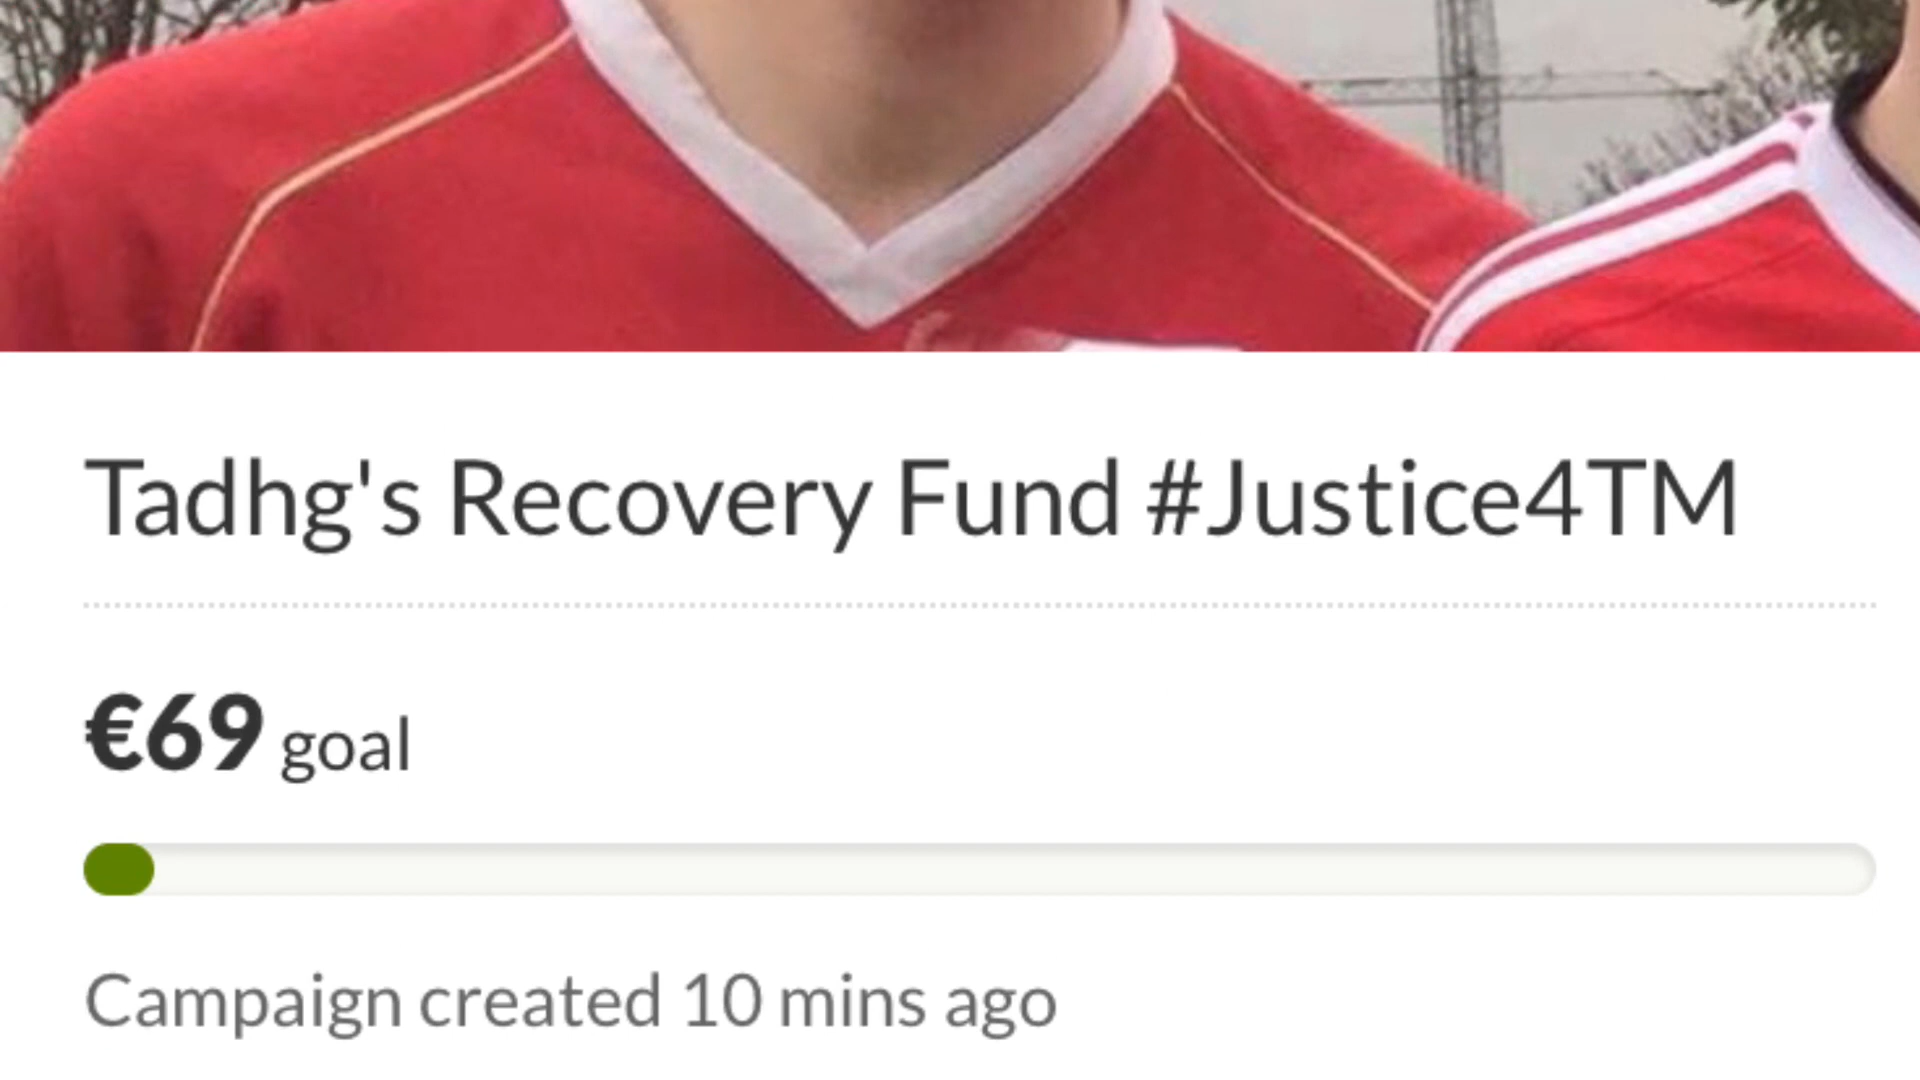 Tadhg's Recovery Fund #Justice4TM
€69 goal
Campaign created 10 mins ago